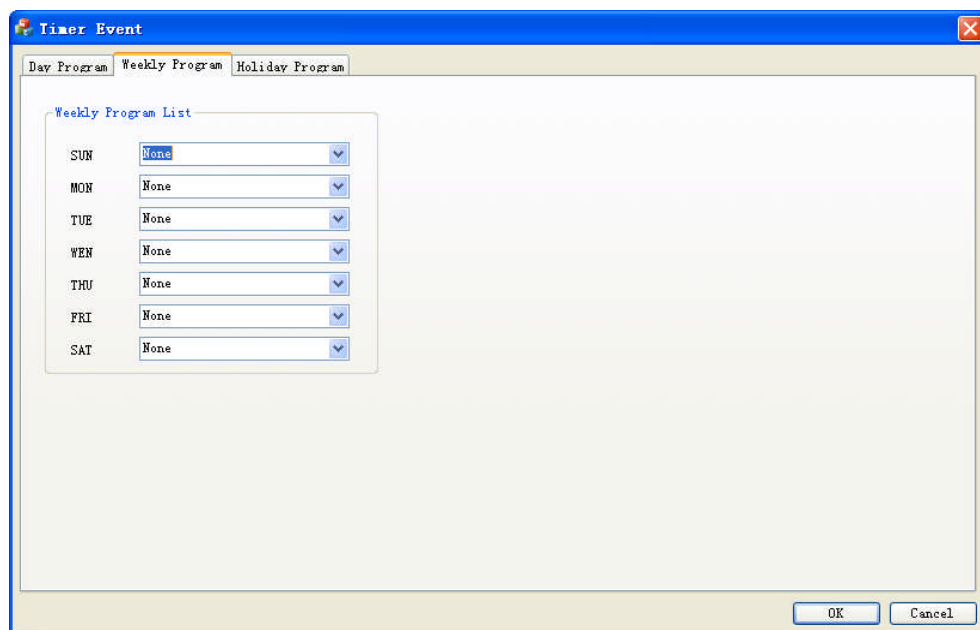 Timer Event
Day Program Weekly Program Holiday Program
Weekly Program List
SUN None
MON None
TUE None
WEN None
THU None
FRI None
SAT None
OK Cancel